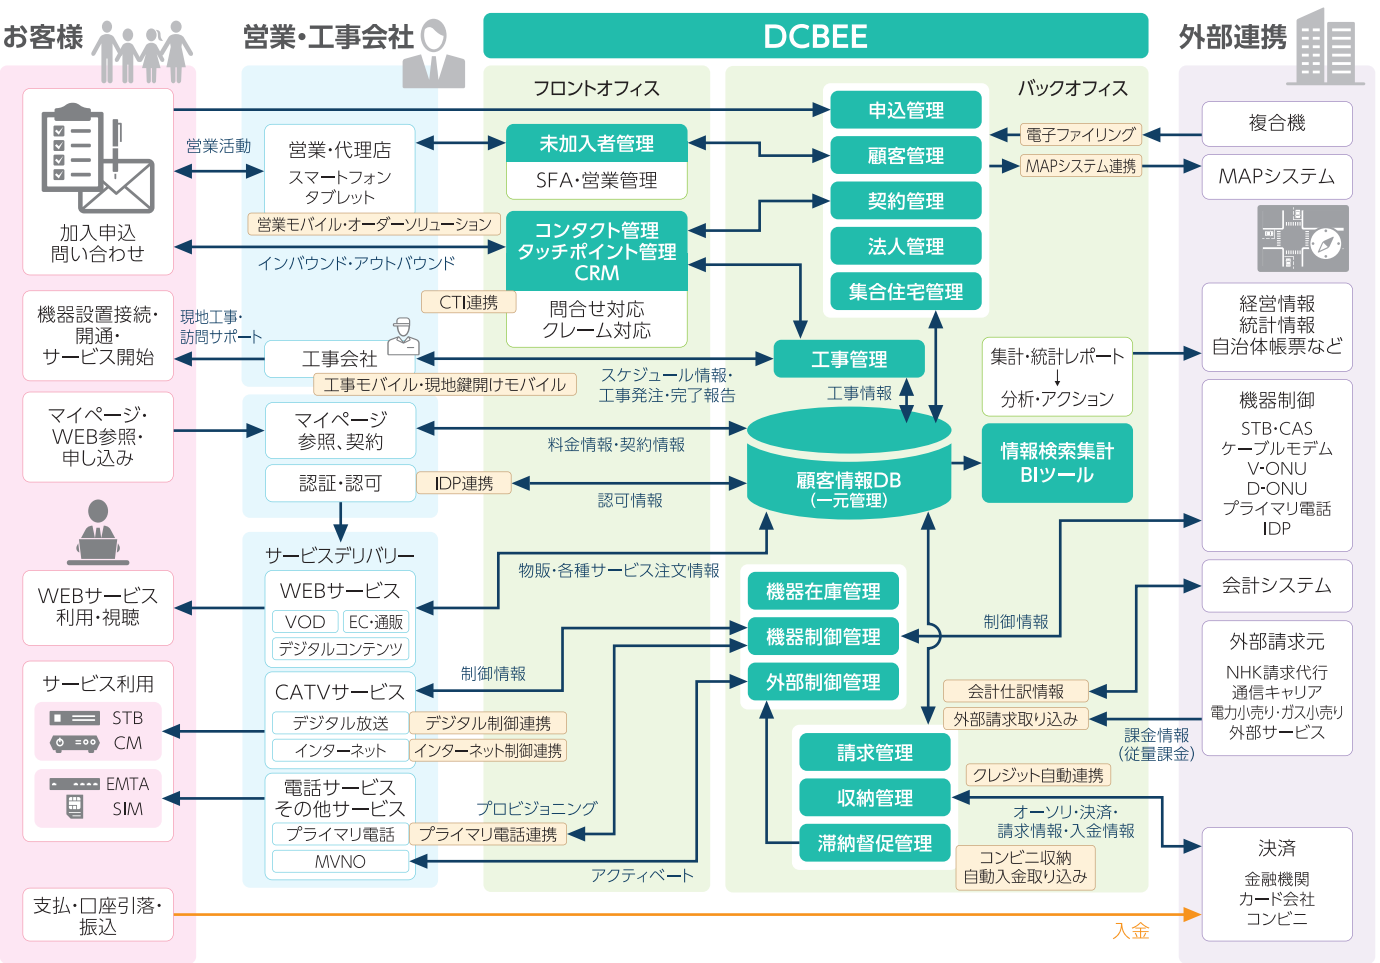 お客様
営業・工事会社
DCBEE
外部連携
フロントオフィス
バックオフィス
加入申込
問い合わせ
機器設置接続・
開通・
サービス開始
マイページ・
WEB参照・
申し込み
WEBサービス
利用・視聴
サービス利用
STB
CM
EMTA
SIM
支払・口座引落・
振込
営業活動
インバウンド・アウトバウンド
現地工事・
訪問サポート
営業・代理店
スマートフォン
タブレット
営業モバイル・オーダーソリューション
CTI連携
工事会社
工事モバイル・現地鍵開けモバイル
マイページ
参照、契約
認証・認可
IDP連携
サービスデリバリー
WEBサービス
VOD
EC・通販
デジタルコンテンツ
CATVサービス
デジタル放送
デジタル制御連携
インターネット
インターネット制御連携
電話サービス
その他サービス
プライマリ電話
プライマリ電話連携
MVNO
未加入者管理
SFA・営業管理
コンタクト管理
タッチポイント管理
CRM
問合せ対応
クレーム対応
スケジュール情報・
工事発注・完了報告
料金情報・契約情報
認可情報
物販・各種サービス注文情報
制御情報
プロビジョニング
アクティベート
申込管理
顧客管理
契約管理
法人管理
集合住宅管理
工事管理
工事情報
顧客情報DB
(一元管理)
集計・統計レポート
分析・アクション
情報検索集計
BIツール
機器在庫管理
機器制御管理
外部制御管理
請求管理
収納管理
滞納督促管理
電子ファイリング
MAPシステム連携
制御情報
会計仕訳情報
外部請求取り込み
課金情報
(従量課金)
クレジット自動連携
オーソリ・決済・
請求情報・入金情報
コンビニ収納
自動入金取り込み
入金
複合機
MAPシステム
経営情報
統計情報
自治体帳票など
機器制御
STB・CAS
ケーブルモデム
V-ONU
D-ONU
プライマリ電話
IDP
会計システム
外部請求元
NHK請求代行
通信キャリア
電力小売り・ガス小売り
外部サービス
決済
金融機関
カード会社
コンビニ